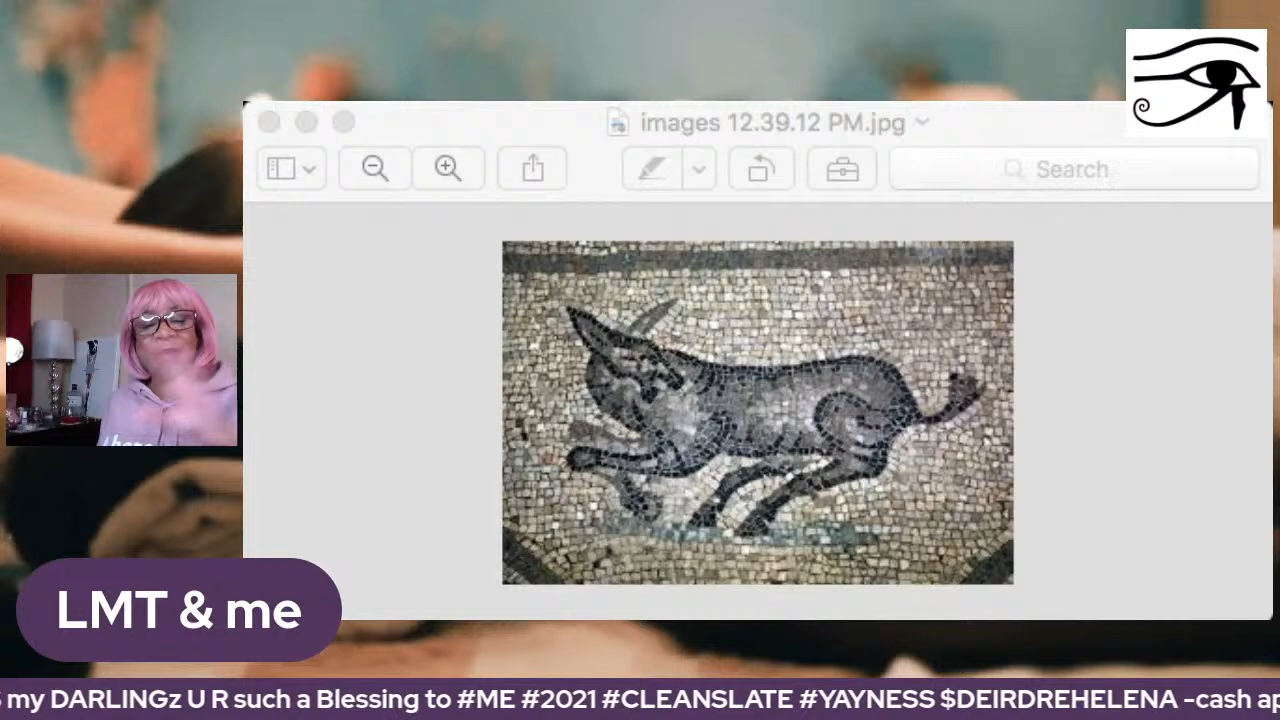 images 12.39.12 PM.jpg
Search
LMT & me
my DARLINGz U R such a Blessing to #ME #2021 #CLEANSLATE #YAYNESS $DEIRDREHELENA -cash